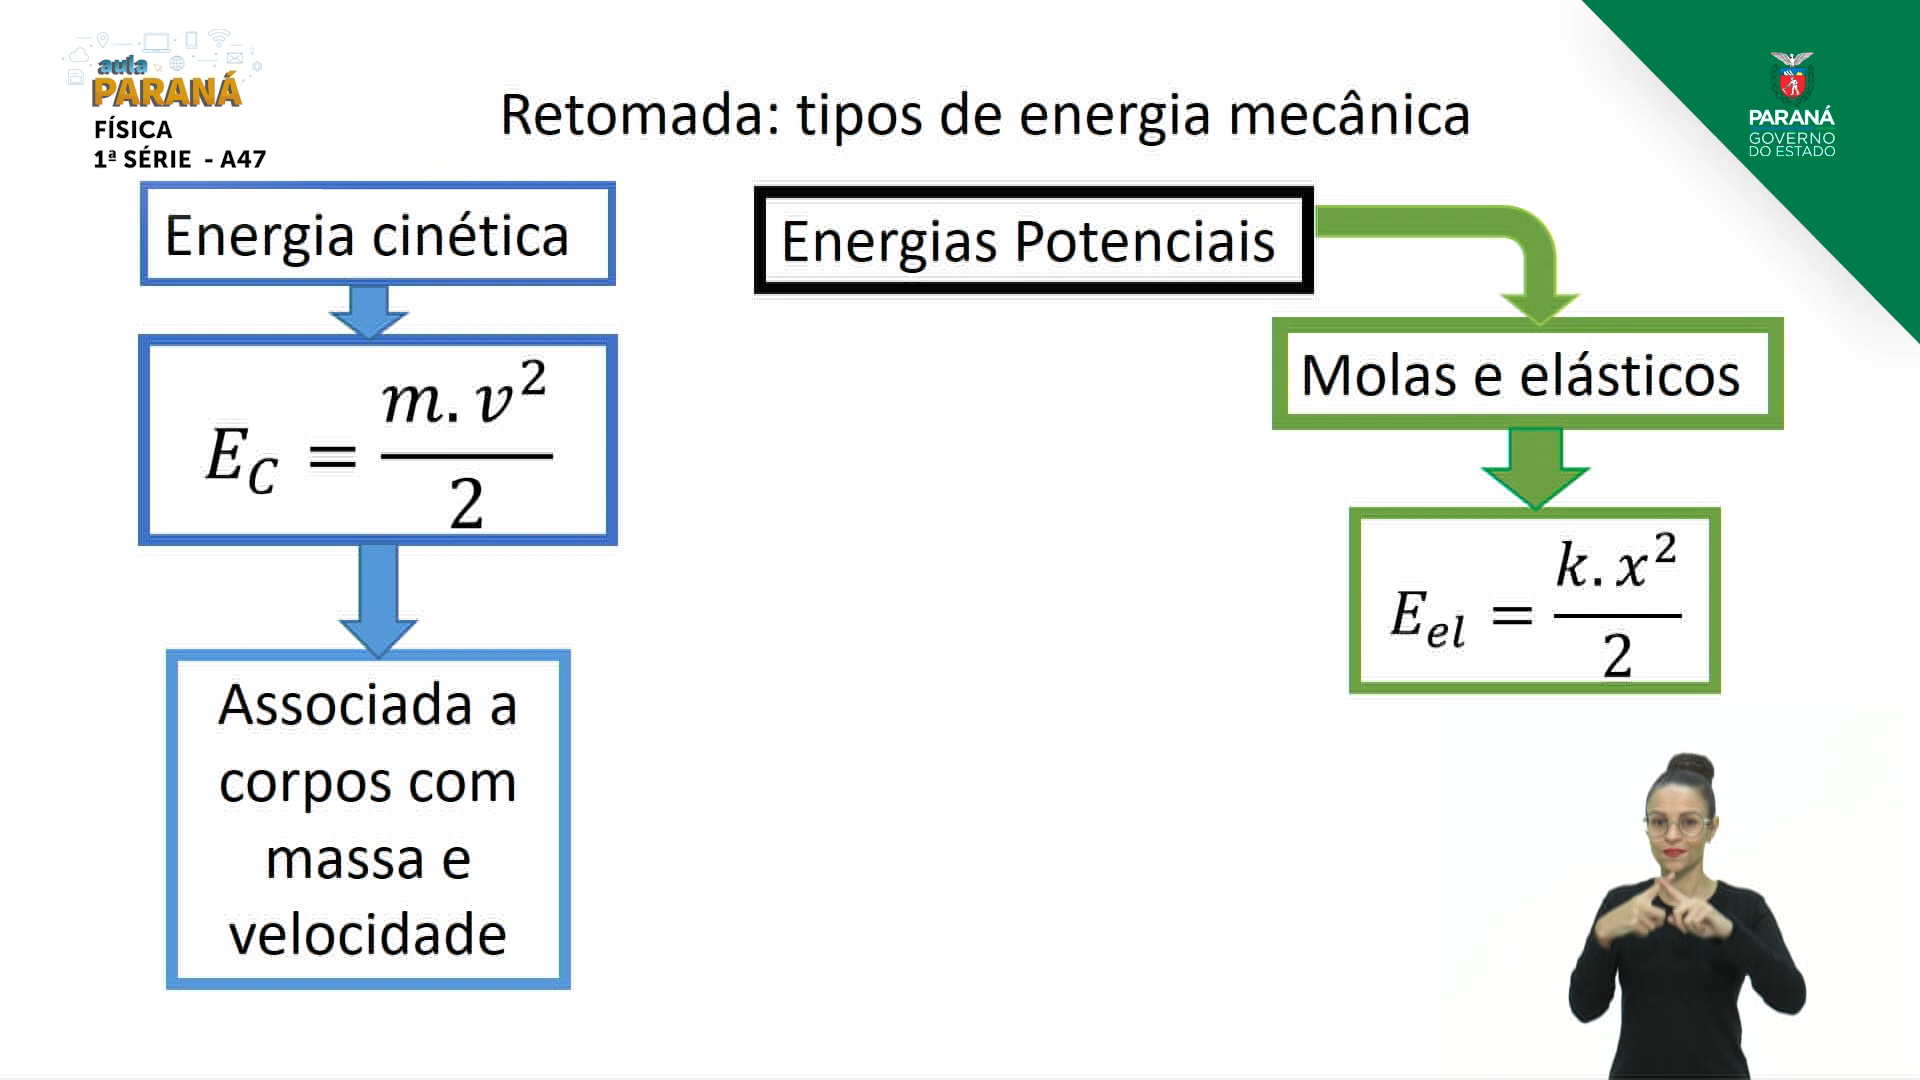 aula
PARANÁ
FÍSICA
1ª SÉRIE - A47
Retomada: tipos de energia mecânica
PARANÁ
GOVERNO
DO ESTADO
Energia cinética
E_C = m.v²/2
Associada a
corpos com
massa e
velocidade
Energias Potenciais
Molas e elásticos
E_el = k.x²/2